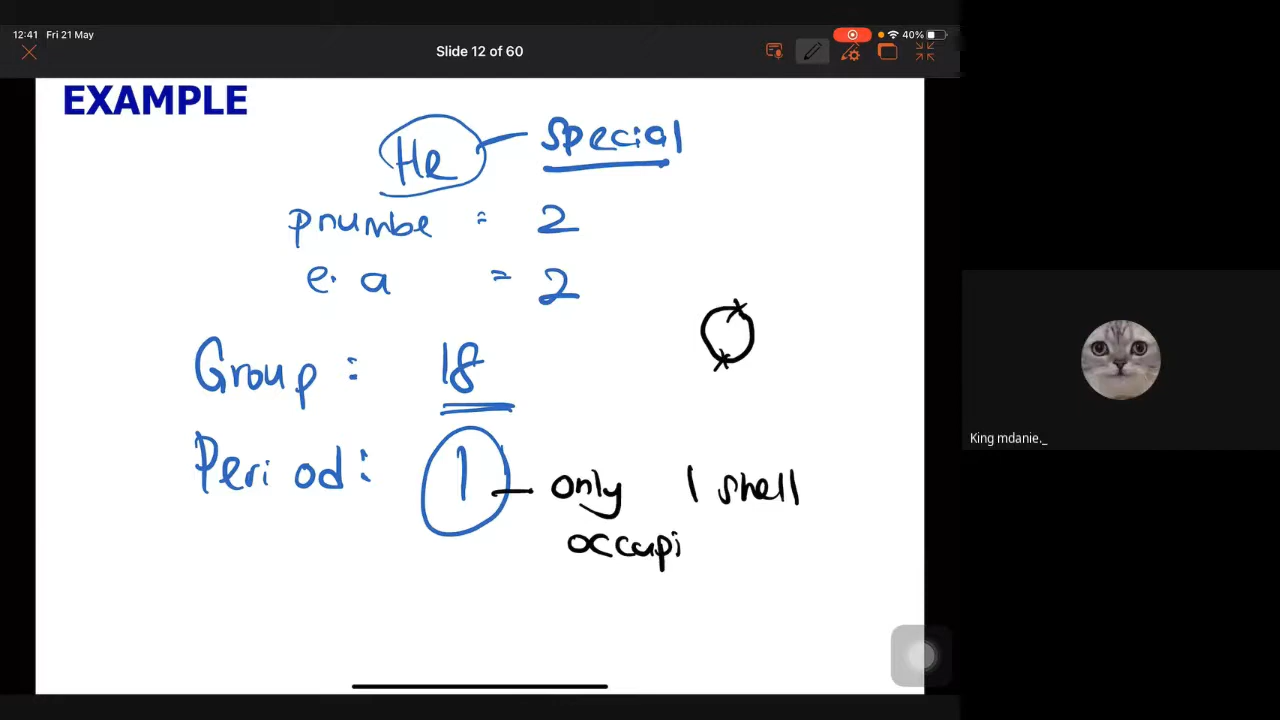 12:41 Fri 21 May
40%
Slide 12 of 60
EXAMPLE
He special
pnumbe = 2
e. a = 2
Group : 18
Period : 1 only 1 shell
occupi
King mdanie._